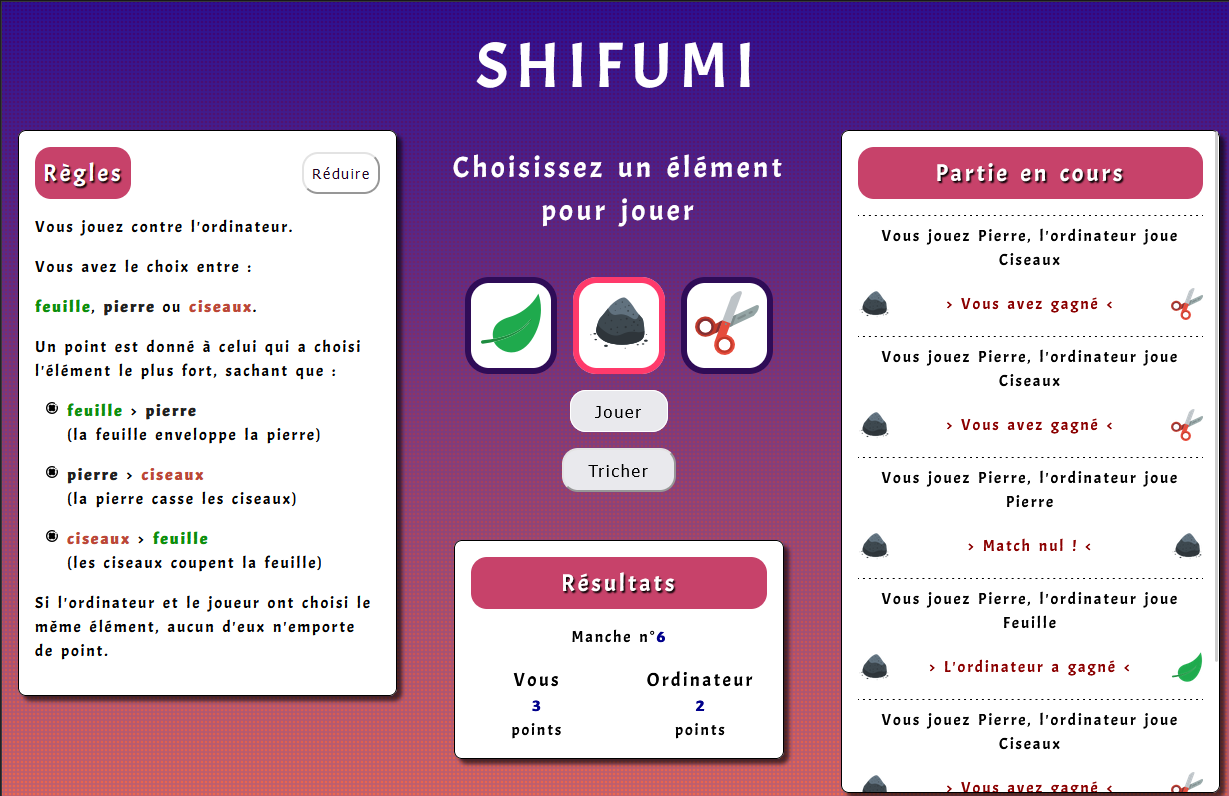 SHIFUMI
Règles
Réduire
Vous jouez contre l'ordinateur.
Vous avez le choix entre :
feuille, pierre ou ciseaux.
Un point est donné à celui qui a choisi
l'élément le plus fort, sachant que :
feuille > pierre
(la feuille enveloppe la pierre)
pierre > ciseaux
(la pierre casse les ciseaux)
ciseaux > feuille
(les ciseaux coupent la feuille)
Si l'ordinateur et le joueur ont choisi le
même élément, aucun d'eux n'emporte
de point.
Choisissez un élément
pour jouer
Jouer
Tricher
Résultats
Manche n°6
Vous
3
points
Ordinateur
2
points
Partie en cours
Vous jouez Pierre, l'ordinateur joue
Ciseaux
> Vous avez gagné <
Vous jouez Pierre, l'ordinateur joue
Ciseaux
> Vous avez gagné <
Vous jouez Pierre, l'ordinateur joue
Pierre
> Match nul ! <
Vous jouez Pierre, l'ordinateur joue
Feuille
> L'ordinateur a gagné <
Vous jouez Pierre, l'ordinateur joue
Ciseaux
> Vous avez gagné <